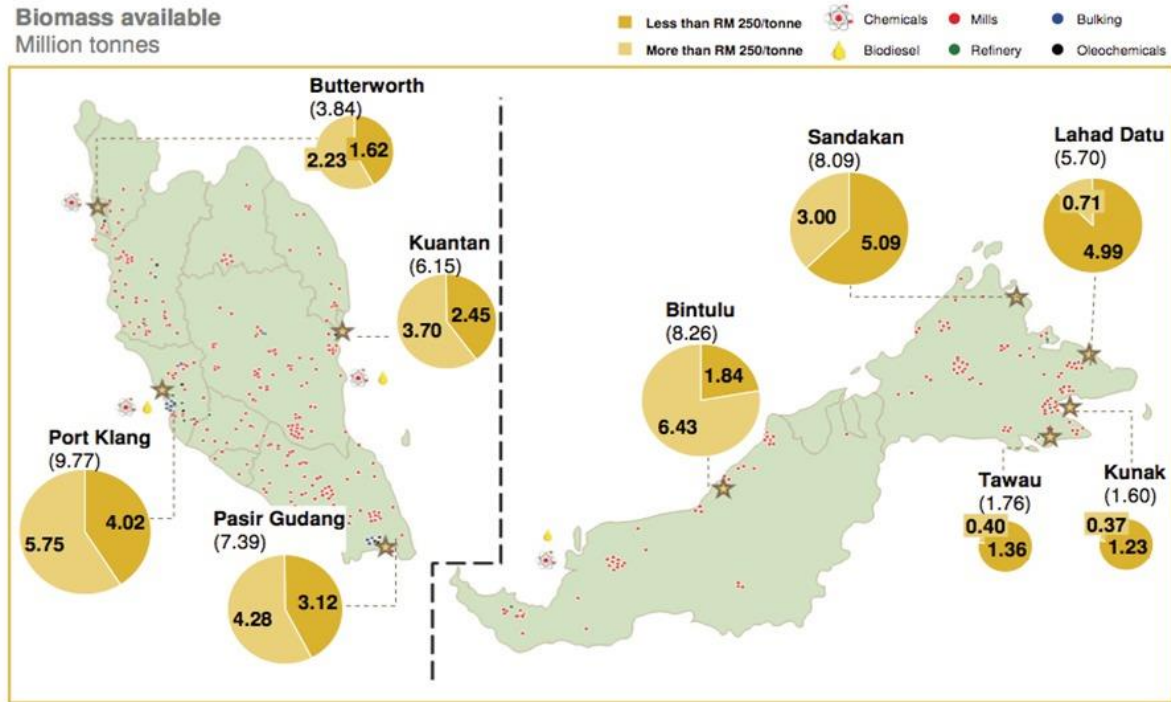 Biomass available
Million tonnes
Less than RM 250/tonne
More than RM 250/tonne
Chemicals
Biodiesel
Mills
Refinery
Bulking
Oleochemicals
Butterworth
(3.84)
2.23
1.62
Kuantan
(6.15)
3.70
2.45
Port Klang
(9.77)
5.75
4.02
Pasir Gudang
(7.39)
4.28
3.12
Sandakan
(8.09)
3.00
5.09
Lahad Datu
(5.70)
0.71
4.99
Bintulu
(8.26)
1.84
6.43
Tawau
(1.76)
0.40
1.36
Kunak
(1.60)
0.37
1.23